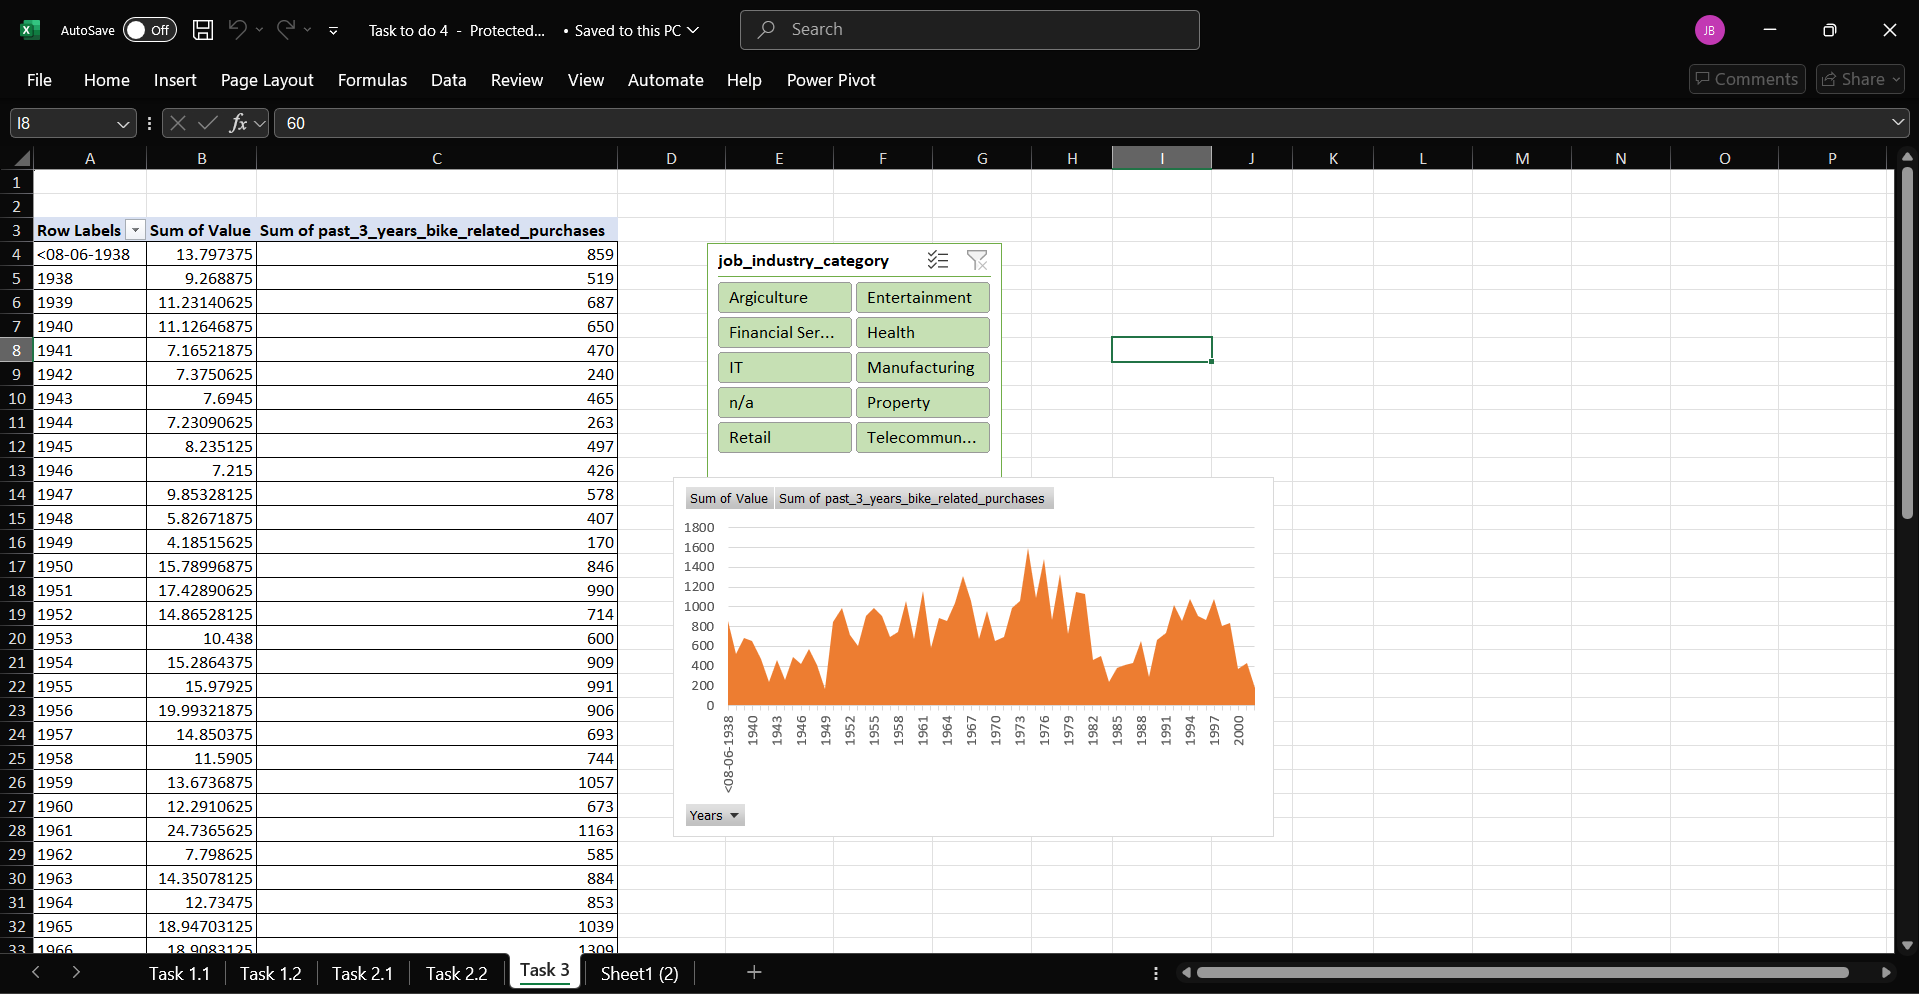 AutoSave Off Task to do 4 - Protected... • Saved to this PC Search JB
File Home Insert Page Layout Formulas Data Review View Automate Help Power Pivot Comments Share
I8 fx 60
A B C D E F G H I J K L M N O P
1
2
3 Row Labels Sum of Value Sum of past_3_years_bike_related_purchases
4 <08-06-1938 13.797375 859
5 1938 9.268875 519
6 1939 11.23140625 687
7 1940 11.12646875 650
8 1941 7.16521875 470
9 1942 7.3750625 240
10 1943 7.6945 465
11 1944 7.23090625 263
12 1945 8.235125 497
13 1946 7.215 426
14 1947 9.85328125 578
15 1948 5.82671875 407
16 1949 4.18515625 170
17 1950 15.78996875 846
18 1951 17.42890625 990
19 1952 14.86528125 714
20 1953 10.438 600
21 1954 15.2864375 909
22 1955 15.97925 991
23 1956 19.99321875 906
24 1957 14.850375 693
25 1958 11.5905 744
26 1959 13.6736875 1057
27 1960 12.2910625 673
28 1961 24.7365625 1163
29 1962 7.798625 585
30 1963 14.35078125 884
31 1964 12.73475 853
32 1965 18.94703125 1039
33 1966 18.9083125 1309
job_industry_category
Argiculture Entertainment
Financial Ser... Health
IT Manufacturing
n/a Property
Retail Telecommun...
Sum of Value Sum of past_3_years_bike_related_purchases
1800
1600
1400
1200
1000
800
600
400
200
0
<08-06-1938 1940 1943 1946 1949 1952 1955 1958 1961 1964 1967 1970 1973 1976 1979 1982 1985 1988 1991 1994 1997 2000
Years
Task 1.1 Task 1.2 Task 2.1 Task 2.2 Task 3 Sheet1 (2)